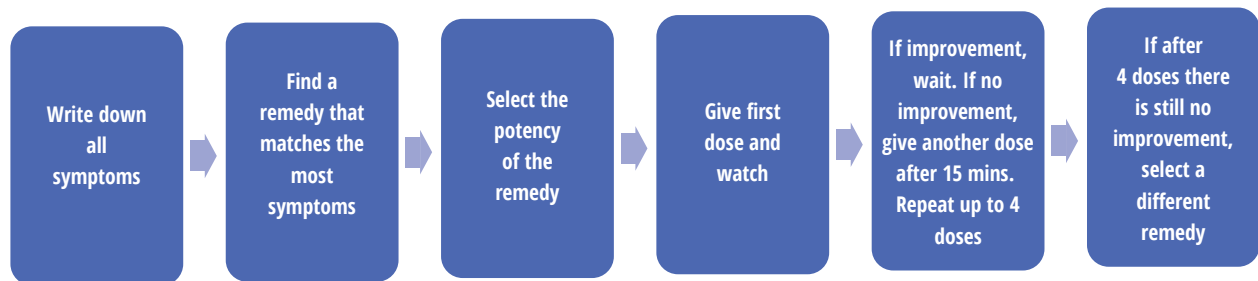 Write down
all
symptoms
Find a
remedy that
matches the
most
symptoms
Select the
potency
of the
remedy
Give first
dose and
watch
If improvement,
wait. If no
improvement,
give another dose
after 15 mins.
Repeat up to 4
doses
If after
4 doses there
is still no
improvement,
select a
different
remedy